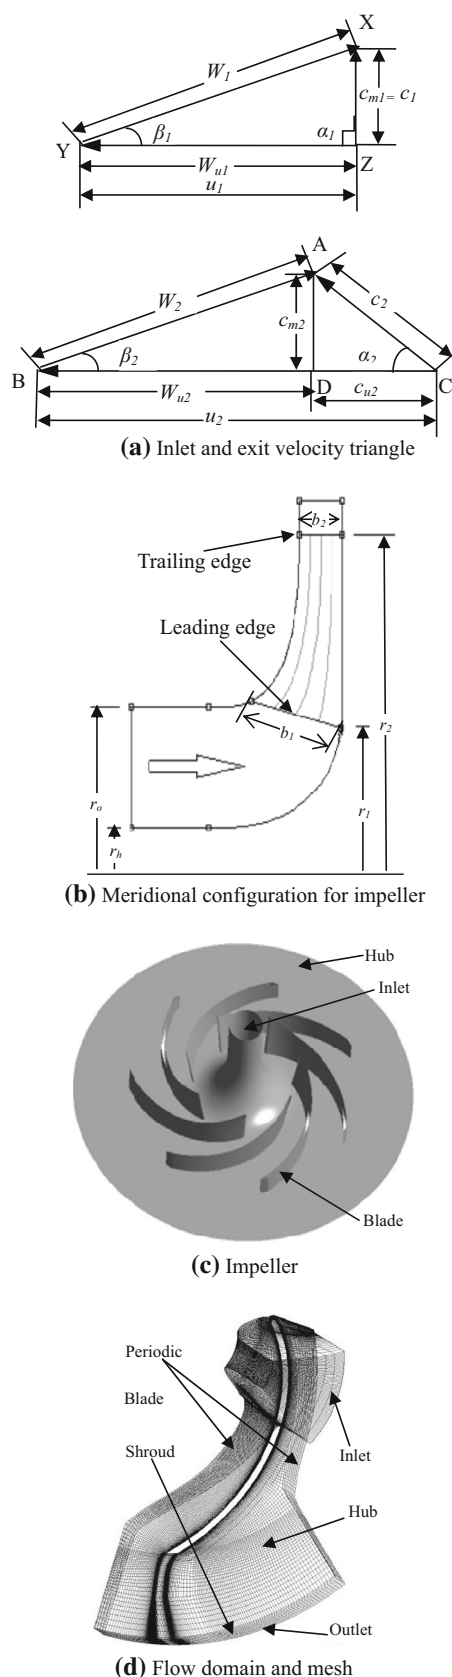 X
W1
cm1= c1
β1
α1
Y
Z
Wu1
u1
A
W2
c2
cm2
β2
α2
B
D
C
Wu2
cu2
u2
(a) Inlet and exit velocity triangle
b2
Trailing edge
Leading edge
r2
b1
ro
r1
rh
(b) Meridional configuration for impeller
Hub
Inlet
Blade
(c) Impeller
Periodic
Blade
Shroud
Inlet
Hub
Outlet
(d) Flow domain and mesh